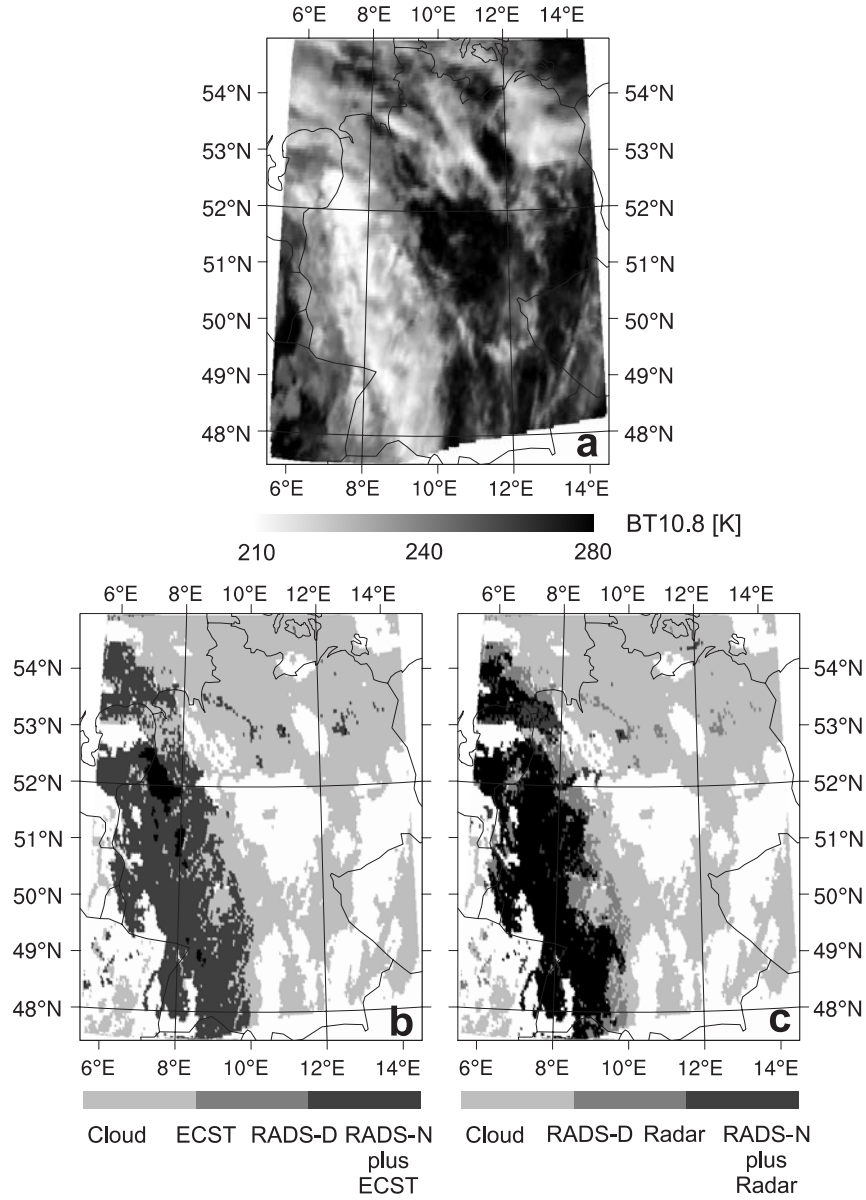 6°E 8°E 10°E 12°E 14°E
54°N 54°N
53°N 53°N
52°N 52°N
51°N 51°N
50°N 50°N
49°N 49°N
48°N 48°N
a
6°E 8°E 10°E 12°E 14°E
BT10.8 [K]
210 240 280
6°E 8°E 10°E 12°E 14°E 6°E 8°E 10°E 12°E 14°E
54°N 54°N
53°N 53°N
52°N 52°N
51°N 51°N
50°N 50°N
49°N 49°N
48°N 48°N
b c
6°E 8°E 10°E 12°E 14°E 6°E 8°E 10°E 12°E 14°E
Cloud ECST RADS-D RADS-N Cloud RADS-D Radar RADS-N
plus plus
ECST Radar